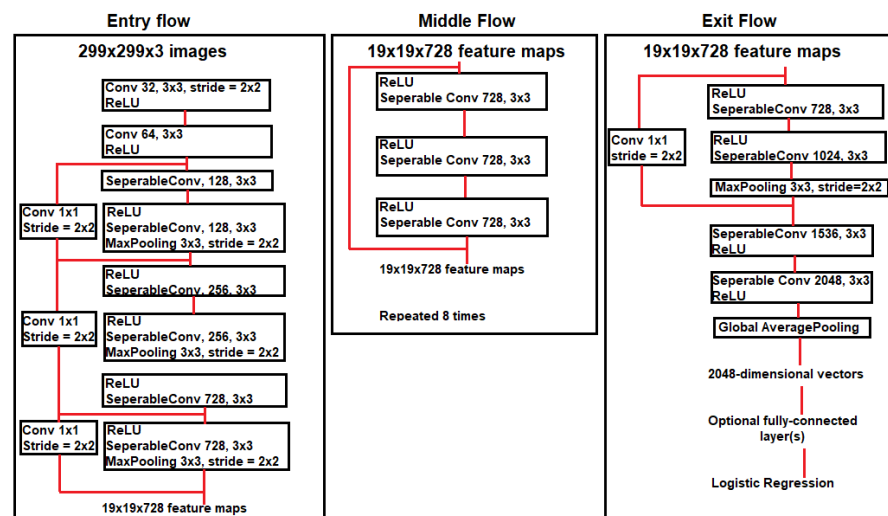 Entry flow
299x299x3 images
Conv 32, 3x3, stride = 2x2
ReLU
Conv 64, 3x3
ReLU
SeperableConv, 128, 3x3
Conv 1x1
Stride = 2x2
ReLU
SeperableConv, 128, 3x3
MaxPooling 3x3, stride = 2x2
ReLU
SeperableConv, 256, 3x3
Conv 1x1
Stride = 2x2
ReLU
SeperableConv, 256, 3x3
MaxPooling 3x3, stride = 2x2
ReLU
SeperableConv 728, 3x3
Conv 1x1
Stride = 2x2
ReLU
SeperableConv 728, 3x3
MaxPooling 3x3, stride = 2x2
19x19x728 feature maps
Middle Flow
19x19x728 feature maps
ReLU
Seperable Conv 728, 3x3
ReLU
Seperable Conv 728, 3x3
ReLU
Seperable Conv 728, 3x3
19x19x728 feature maps
Repeated 8 times
Exit Flow
19x19x728 feature maps
ReLU
SeperableConv 728, 3x3
Conv 1x1
stride = 2x2
ReLU
SeperableConv 1024, 3x3
MaxPooling 3x3, stride=2x2
SeperableConv 1536, 3x3
ReLU
Seperable Conv 2048, 3x3
ReLU
Global AveragePooling
2048-dimensional vectors
Optional fully-connected
layer(s)
Logistic Regression